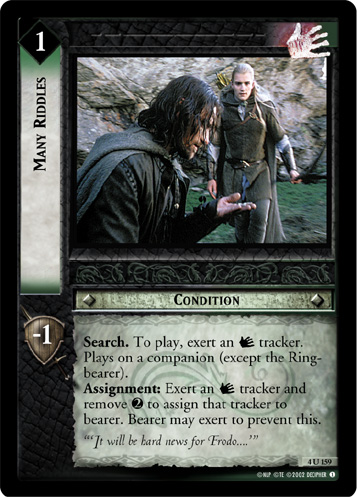 1
MANY RIDDLES
CONDITION
-1
Search. To play, exert an tracker.
Plays on a companion (except the Ring-
bearer).
Assignment: Exert an tracker and
remove 2 to assign that tracker to
bearer. Bearer may exert to prevent this.
“‘It will be hard news for Frodo....’”
4 U 159
©NLP ©TE ©2002 DECIPHER